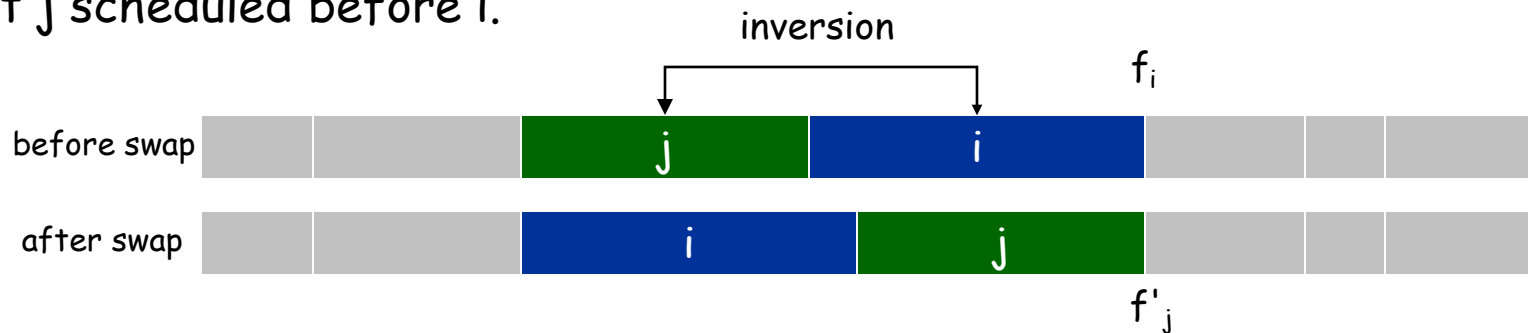 j scheduled before i.
inversion
fᵢ
before swap j i
after swap i j
f'ⱼ